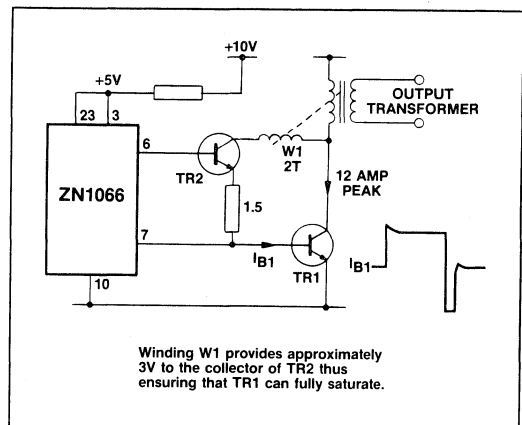 +10V
+5V
23
3
OUTPUT
TRANSFORMER
6
W1
2T
TR2
12 AMP
PEAK
ZN1066
1.5
7
IB1
TR1
IB1
10
Winding W1 provides approximately
3V to the collector of TR2 thus
ensuring that TR1 can fully saturate.